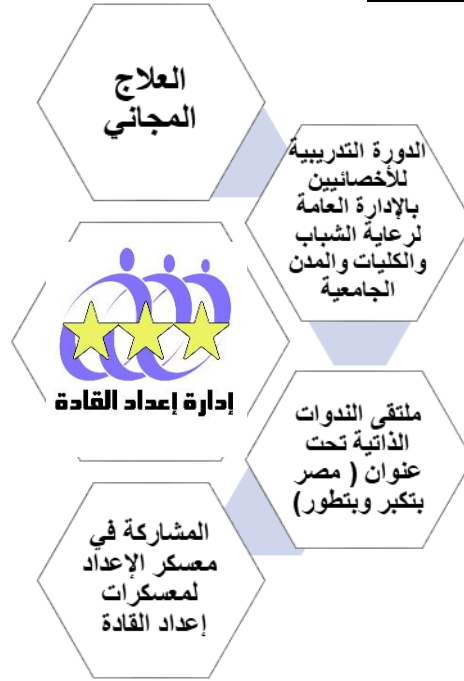 العلاج
المجاني
الدورة التدريبية
للأخصائيين
بالإدارة العامة
لرعاية الشباب
والكليات والمدن
الجامعية
إدارة إعداد القادة
ملتقى الندوات
الذاتية تحت
عنوان ( مصر
بتكبر وبتطور)
المشاركة في
معسكر الإعداد
لمعسكرات
إعداد القادة